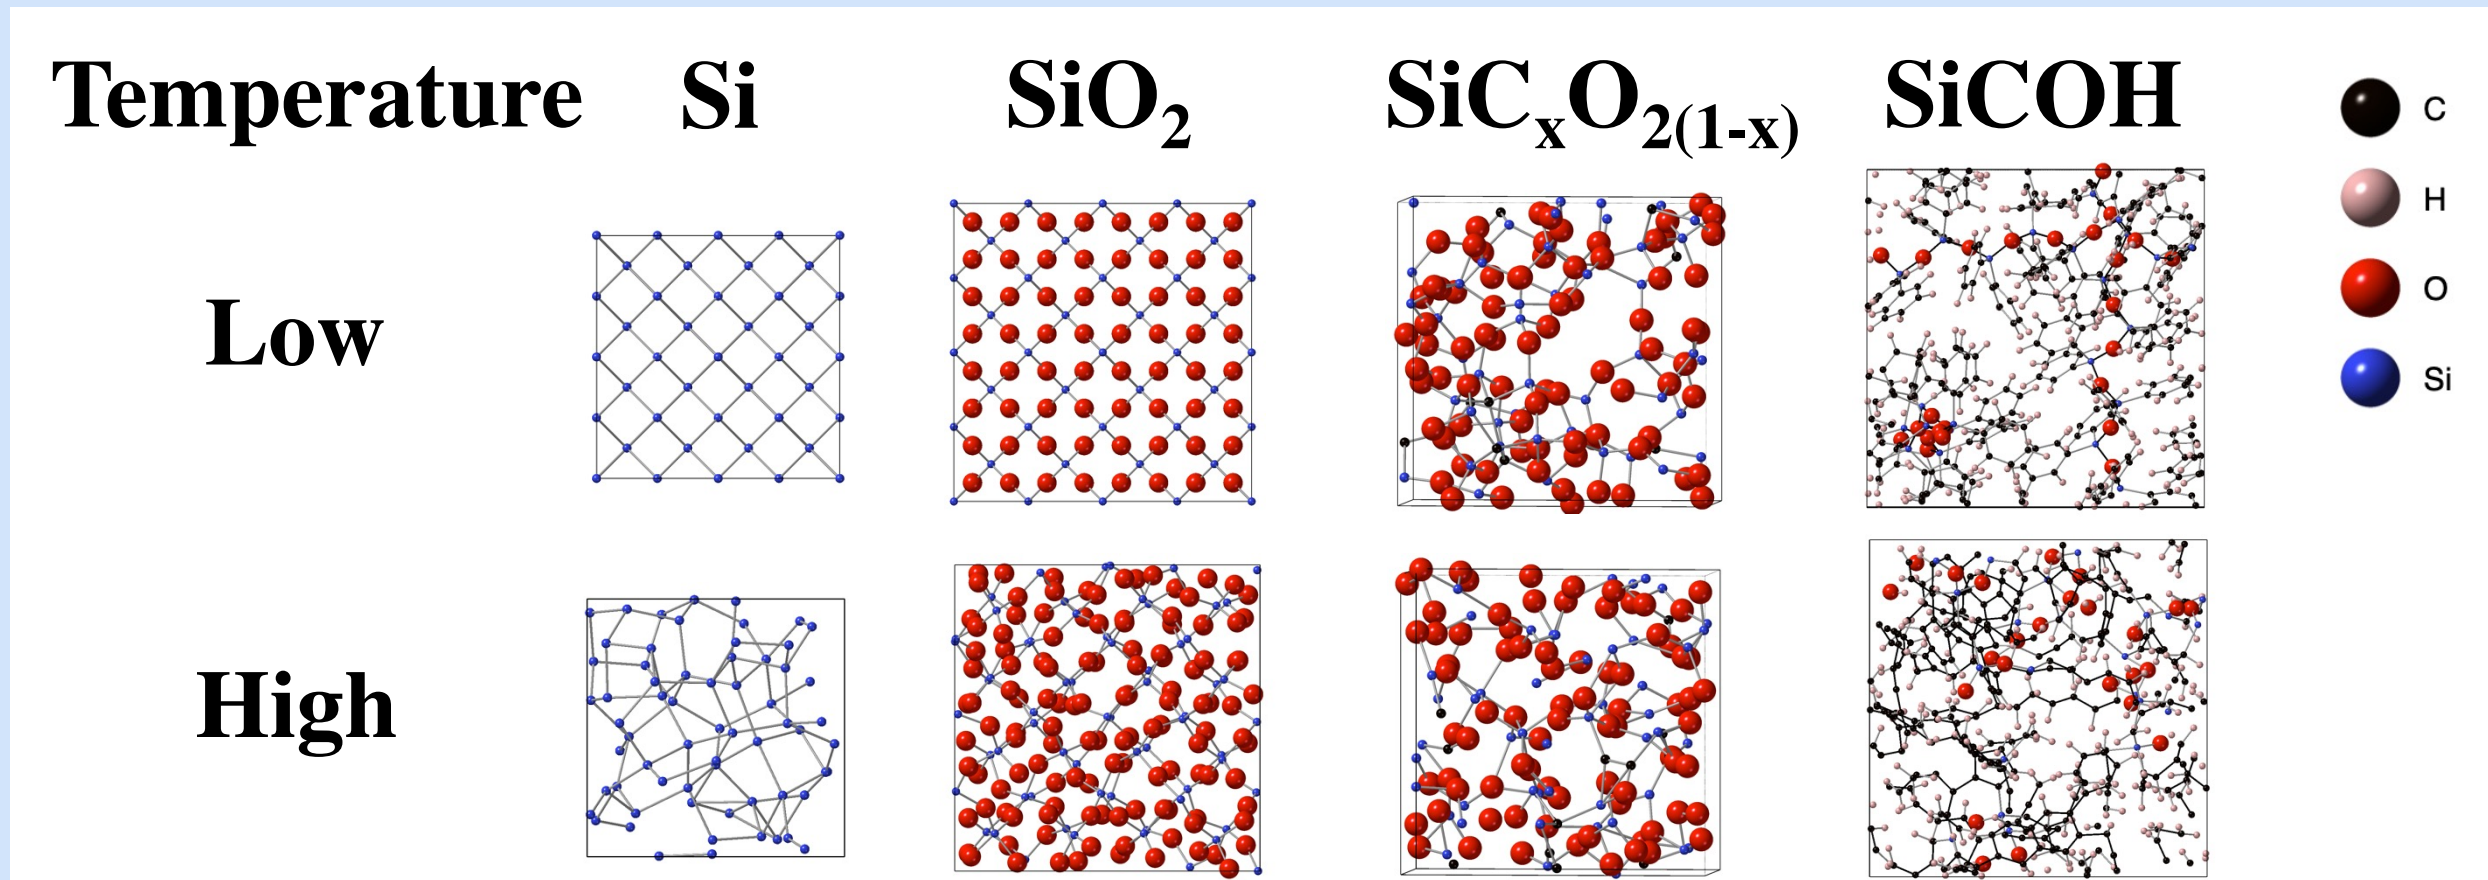 Temperature Si SiO₂ SiCₓO₂₍₁₋ₓ₎ SiCOH
C
H
O
Si
Low
High